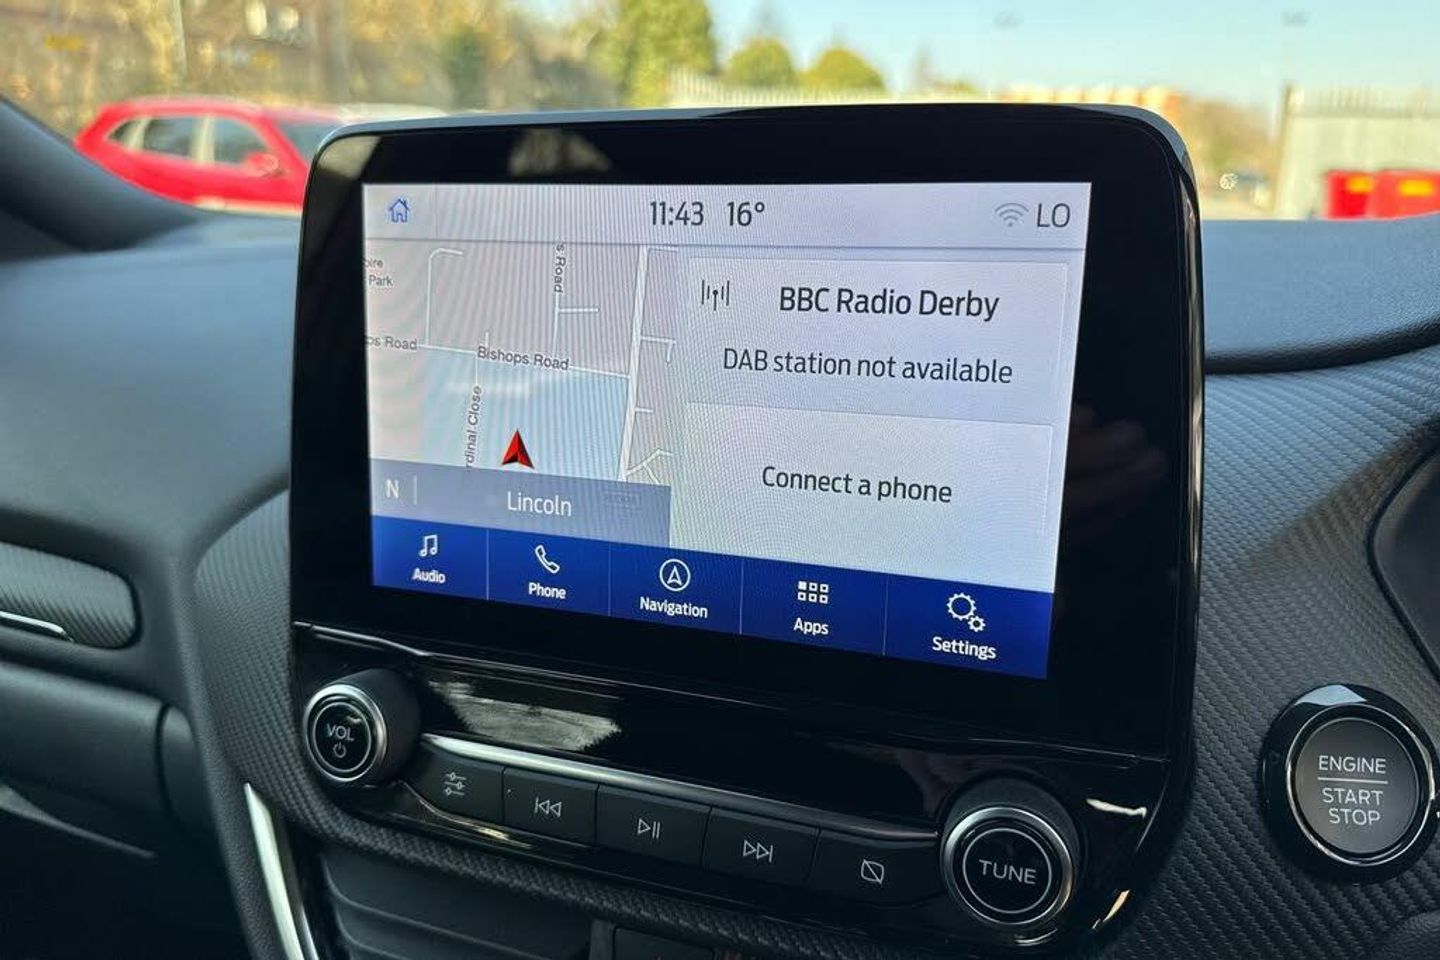 11:43 16° LO
s Road
Park
Road
Bishops Road
Close
N Lincoln
BBC Radio Derby
DAB station not available
Connect a phone
Audio Phone Navigation Apps Settings
VOL
TUNE
ENGINE
START
STOP